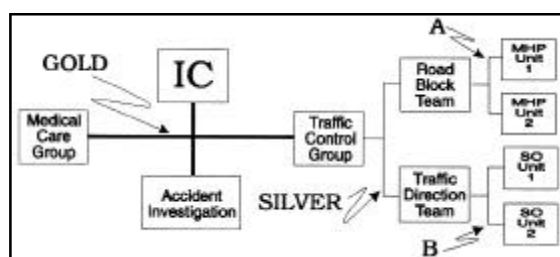 GOLD
IC
Medical
Care
Group
Accident
Investigation
Traffic
Control
Group
SILVER
A
Road
Block
Team
MHP
Unit
1
MHP
Unit
2
Traffic
Direction
Team
SO
Unit
1
SO
Unit
2
B